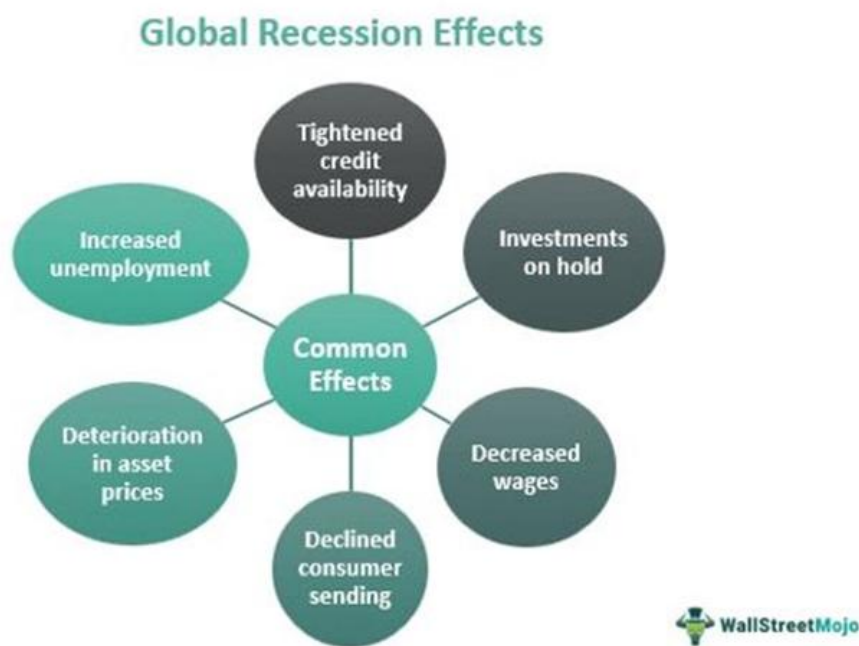 Global Recession Effects
Tightened
credit
availability
Investments
on hold
Decreased
wages
Declined
consumer
sending
Deterioration
in asset
prices
Increased
unemployment
Common
Effects
WallStreetMojo